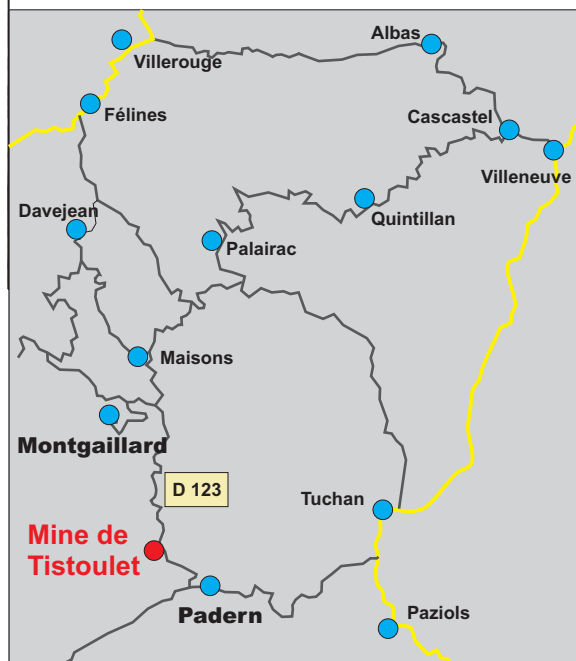 Villerouge
Albas
Félines
Cascastel
Villeneuve
Davejean
Quintillan
Palairac
Maisons
Montgaillard
D 123
Tuchan
Mine de
Tistoulet
Padern
Paziols